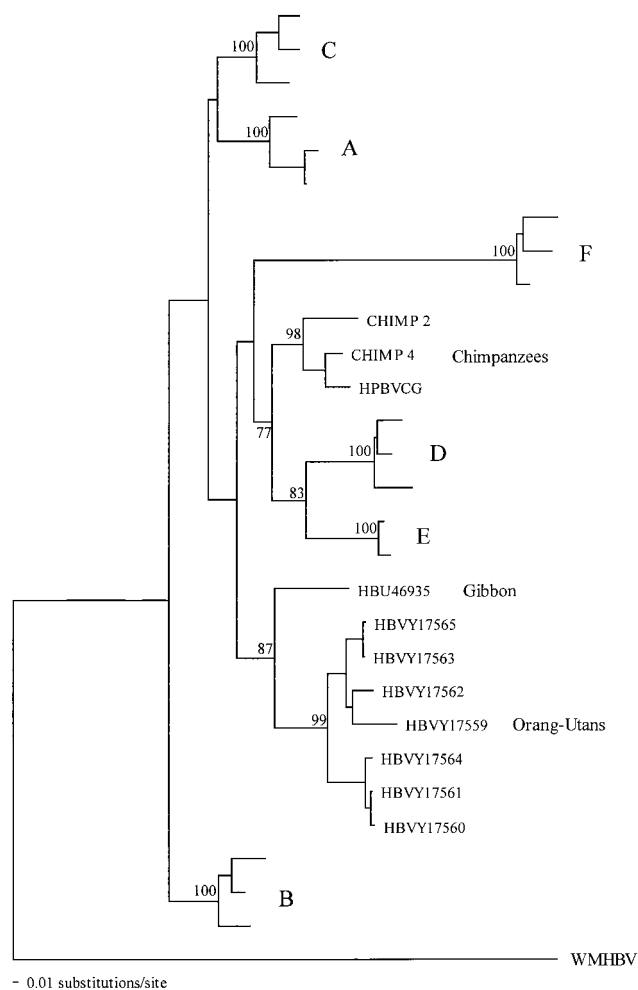 100
C
100
A
100
F
98
CHIMP 2
CHIMP 4 Chimpanzees
HPBVCG
77
100
D
83
100
E
HBU46935 Gibbon
HBVY17565
87
HBVY17563
HBVY17562
99
HBVY17559 Orang-Utans
HBVY17564
HBVY17561
HBVY17560
100
B
WMHBV
- 0.01 substitutions/site